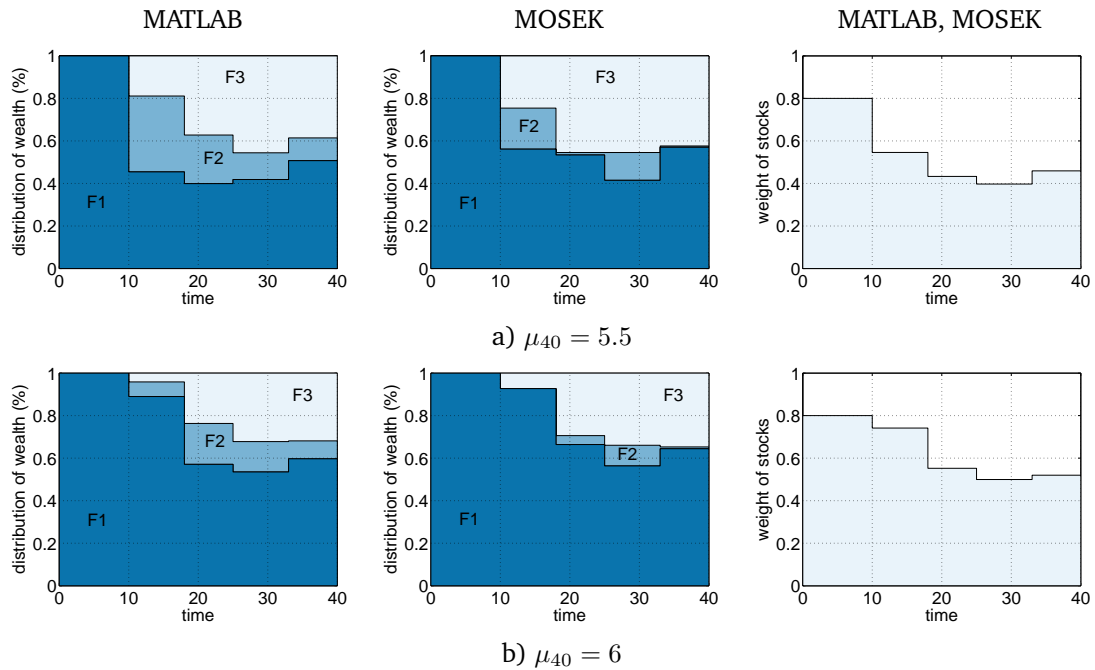 MATLAB MOSEK MATLAB, MOSEK
distribution of wealth (%)
1
0.8
0.6
0.4
0.2
0
F3
F2
F1
0 10 20 30 40
time
distribution of wealth (%)
1
0.8
0.6
0.4
0.2
0
F3
F2
F1
0 10 20 30 40
time
weight of stocks
1
0.8
0.6
0.4
0.2
0
0 10 20 30 40
time
a) μ₄₀ = 5.5
distribution of wealth (%)
1
0.8
0.6
0.4
0.2
0
F3
F2
F1
0 10 20 30 40
time
distribution of wealth (%)
1
0.8
0.6
0.4
0.2
0
F3
F2
F1
0 10 20 30 40
time
weight of stocks
1
0.8
0.6
0.4
0.2
0
0 10 20 30 40
time
b) μ₄₀ = 6